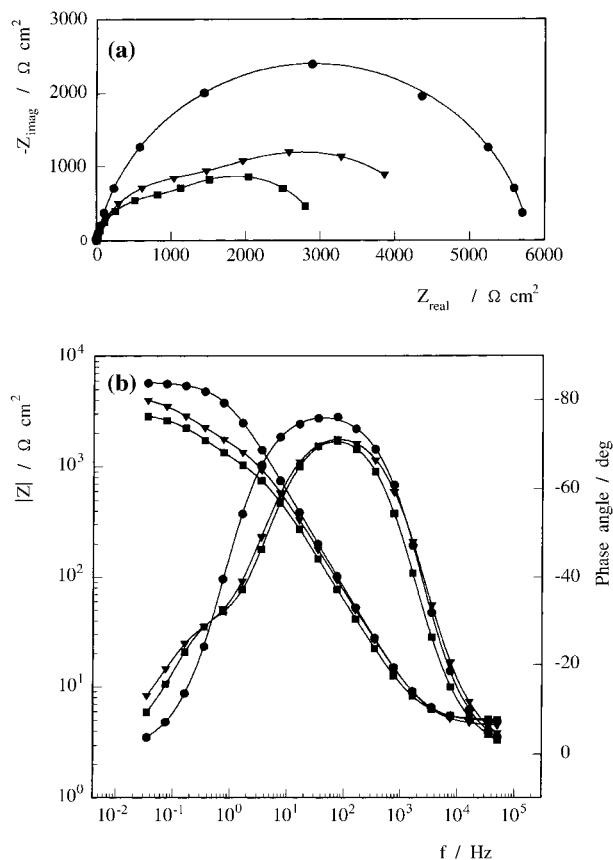 3000
(a)
2000
1000
0
-Z_imag / Ω cm²
0 1000 2000 3000 4000 5000 6000
Z_real / Ω cm²
10⁴
(b)
10³
10²
10¹
10⁰
|Z| / Ω cm²
-80
-60
-40
-20
0
Phase angle / deg
10⁻² 10⁻¹ 10⁰ 10¹ 10² 10³ 10⁴ 10⁵
f / Hz